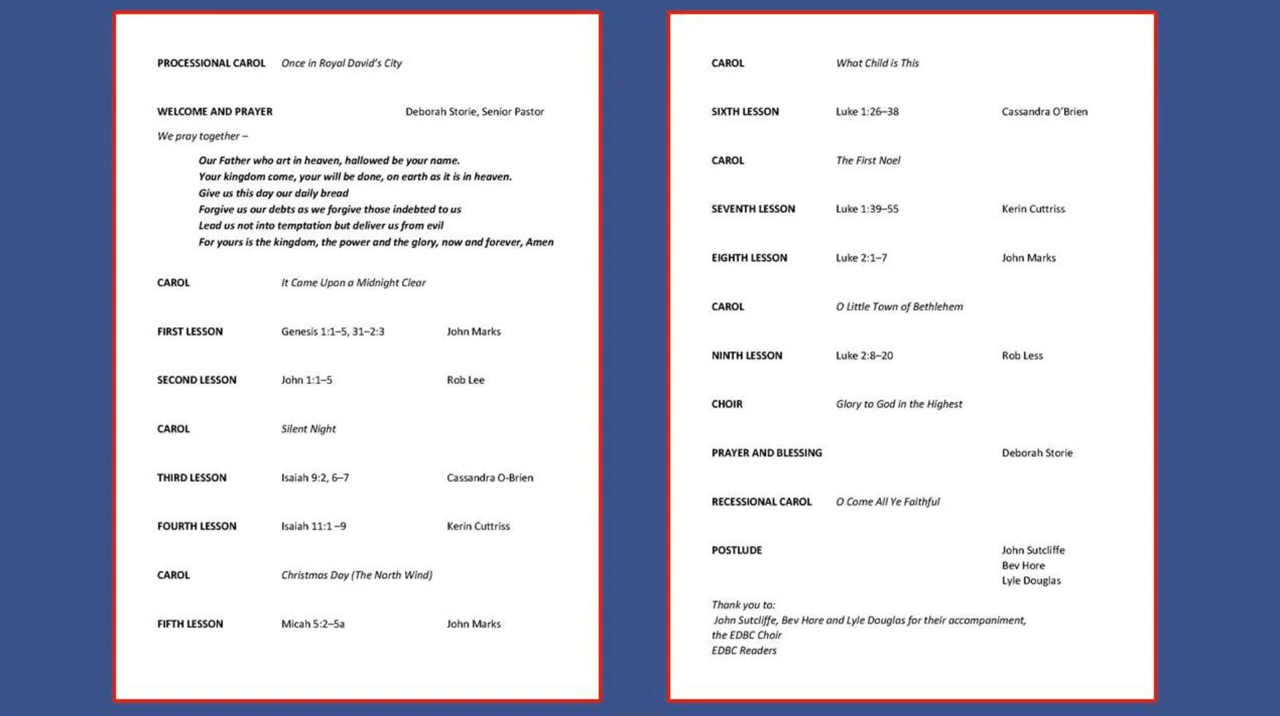 PROCESSIONAL CAROL Once in Royal David's City
WELCOME AND PRAYER Deborah Storie, Senior Pastor
We pray together –
Our Father who art in heaven, hallowed be your name.
Your kingdom come, your will be done, on earth as it is in heaven.
Give us this day our daily bread
Forgive us our debts as we forgive those indebted to us
Lead us not into temptation but deliver us from evil
For yours is the kingdom, the power and the glory, now and forever, Amen
CAROL It Came Upon a Midnight Clear
FIRST LESSON Genesis 1:1–5, 31–2:3 John Marks
SECOND LESSON John 1:1–5 Rob Lee
CAROL Silent Night
THIRD LESSON Isaiah 9:2, 6–7 Cassandra O-Brien
FOURTH LESSON Isaiah 11:1–9 Kerin Cuttriss
CAROL Christmas Day (The North Wind)
FIFTH LESSON Micah 5:2–5a John Marks
CAROL What Child is This
SIXTH LESSON Luke 1:26–38 Cassandra O'Brien
CAROL The First Noel
SEVENTH LESSON Luke 1:39–55 Kerin Cuttriss
EIGHTH LESSON Luke 2:1–7 John Marks
CAROL O Little Town of Bethlehem
NINTH LESSON Luke 2:8–20 Rob Less
CHOIR Glory to God in the Highest
PRAYER AND BLESSING Deborah Storie
RECESSIONAL CAROL O Come All Ye Faithful
POSTLUDE John Sutcliffe
Bev Hore
Lyle Douglas
Thank you to:
John Sutcliffe, Bev Hore and Lyle Douglas for their accompaniment,
the EDBC Choir
EDBC Readers